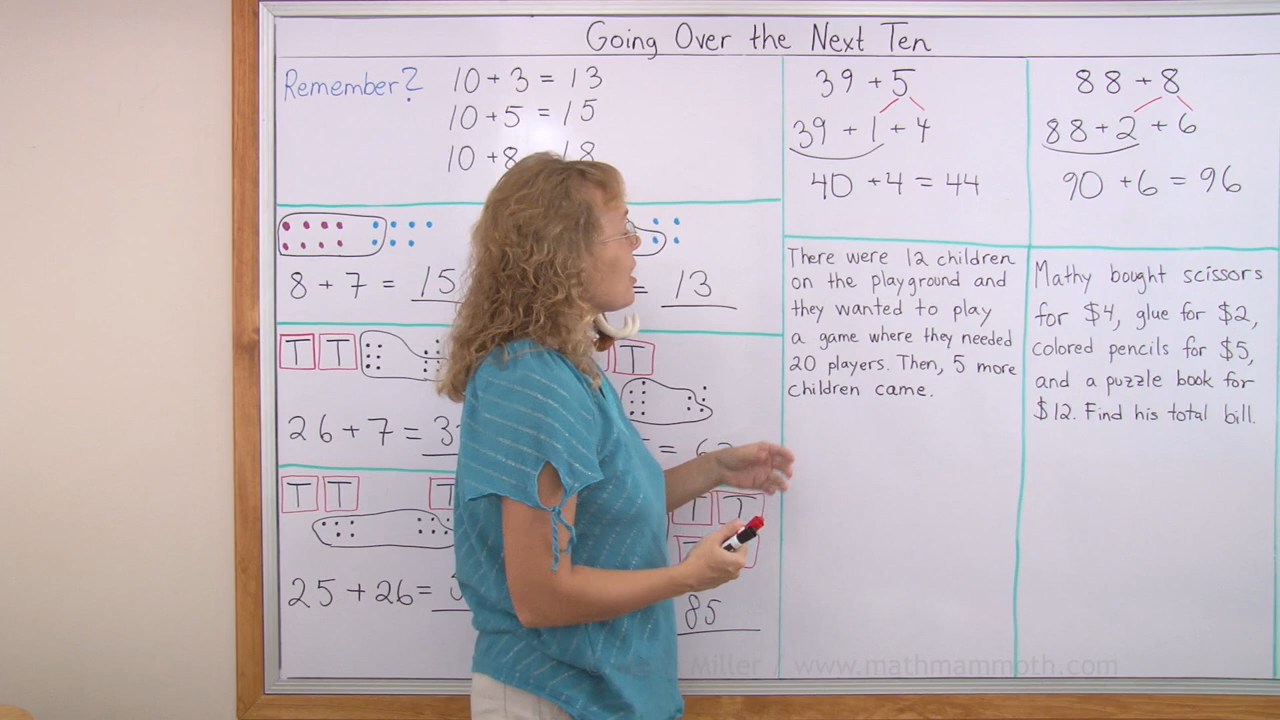 Going Over the Next Ten
Remember?
10 + 3 = 13
10 + 5 = 15
10 + 8 18
8 + 7 = 15
= 13
T T
T
26 + 7 = 3
=
T T T
T T
25 + 26 =
85
39 + 5
39 + 1 + 4
40 + 4 = 44
88 + 8
88 + 2 + 6
90 + 6 = 96
There were 12 children
on the playground and
they wanted to play
a game where they needed
20 players. Then, 5 more
children came.
Mathy bought scissors
for $4, glue for $2,
colored pencils for $5,
and a puzzle book for
$12. Find his total bill.
Miller / www.mathmammoth.com